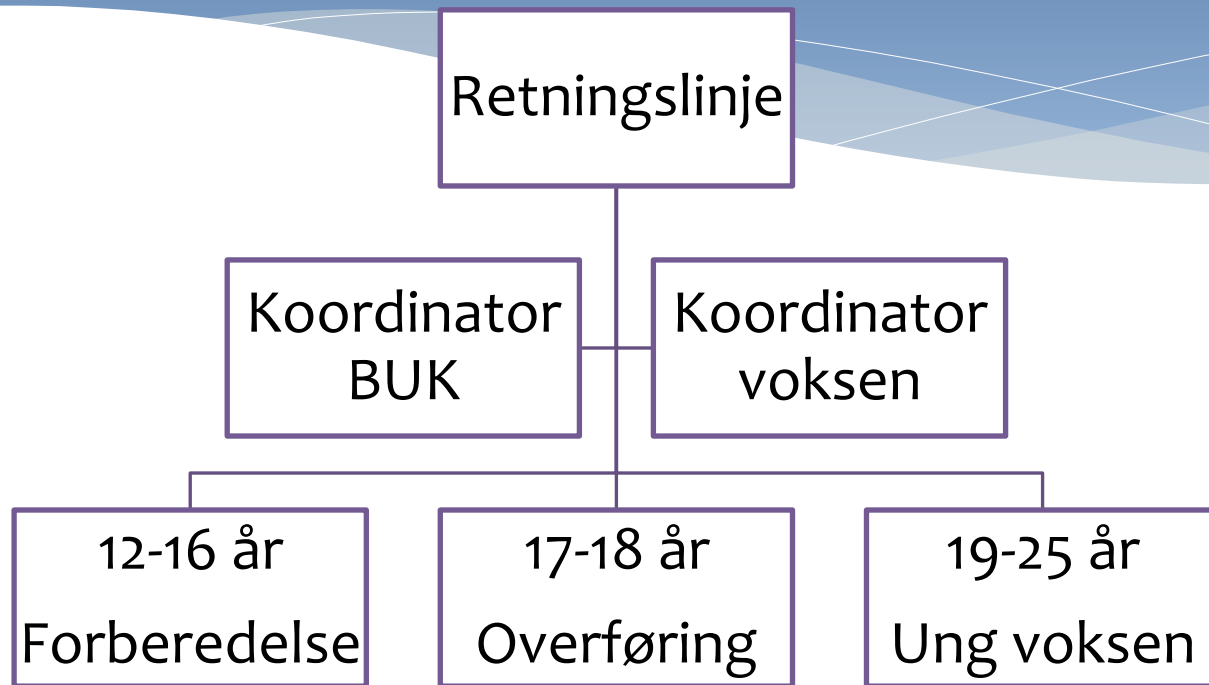 Retningslinje
Koordinator
BUK
Koordinator
voksen
12-16 år
Forberedelse
17-18 år
Overføring
19-25 år
Ung voksen